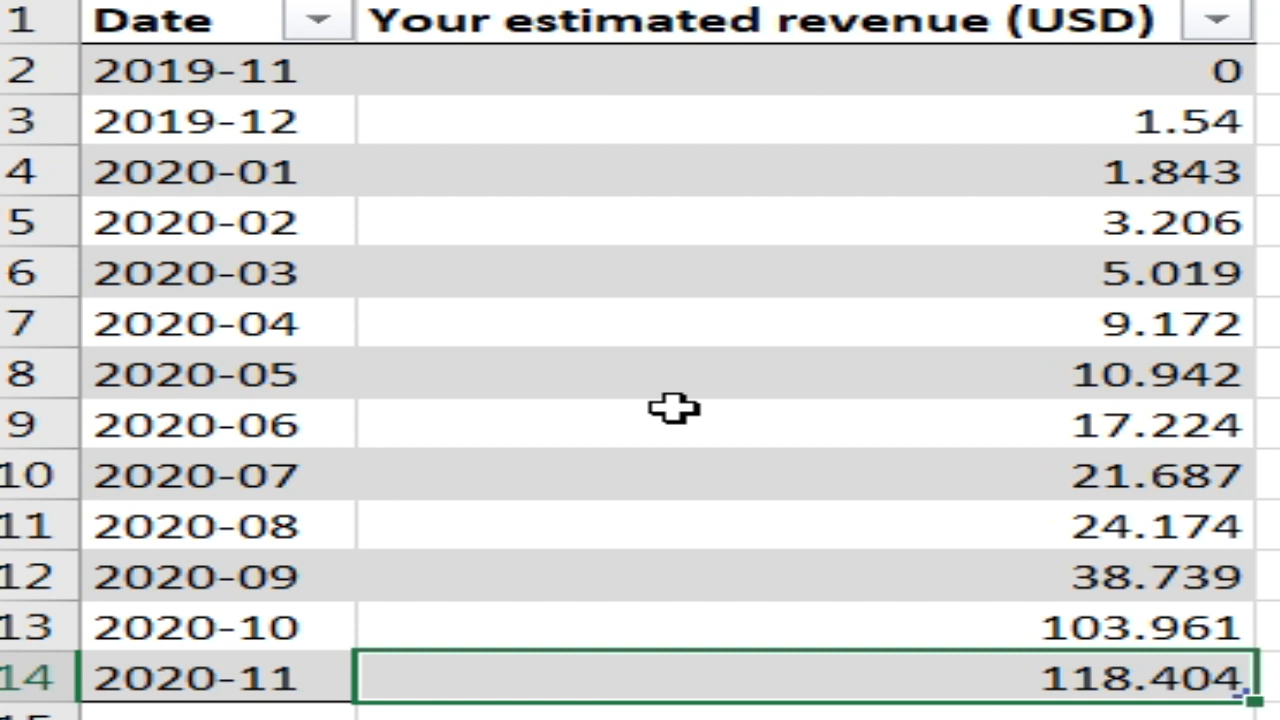 1 Date Your estimated revenue (USD)
2 2019-11 0
3 2019-12 1.54
4 2020-01 1.843
5 2020-02 3.206
6 2020-03 5.019
7 2020-04 9.172
8 2020-05 10.942
9 2020-06 17.224
10 2020-07 21.687
11 2020-08 24.174
12 2020-09 38.739
13 2020-10 103.961
14 2020-11 118.404
15